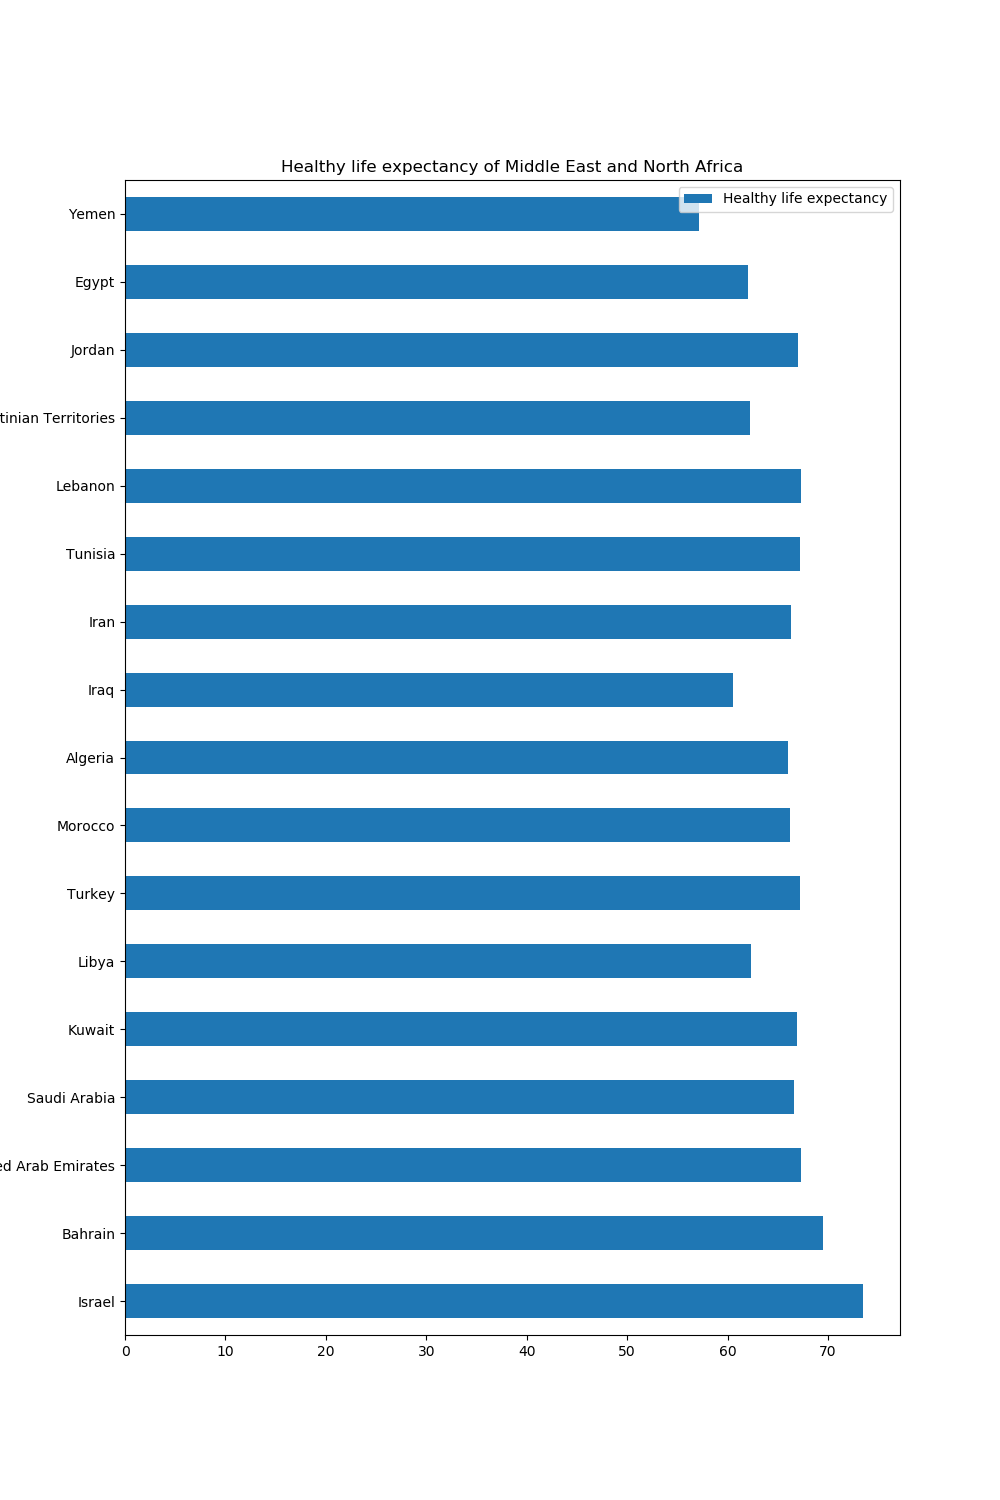 Healthy life expectancy of Middle East and North Africa
Healthy life expectancy
Yemen
Egypt
Jordan
tinian Territories
Lebanon
Tunisia
Iran
Iraq
Algeria
Morocco
Turkey
Libya
Kuwait
Saudi Arabia
ed Arab Emirates
Bahrain
Israel
0 10 20 30 40 50 60 70